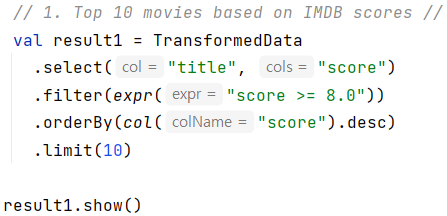 // 1. Top 10 movies based on IMDB scores //
val result1 = TransformedData
.select( col = "title", cols = "score")
.filter(expr( expr = "score >= 8.0"))
.orderBy(col( colName = "score").desc)
.limit(10)
result1.show()